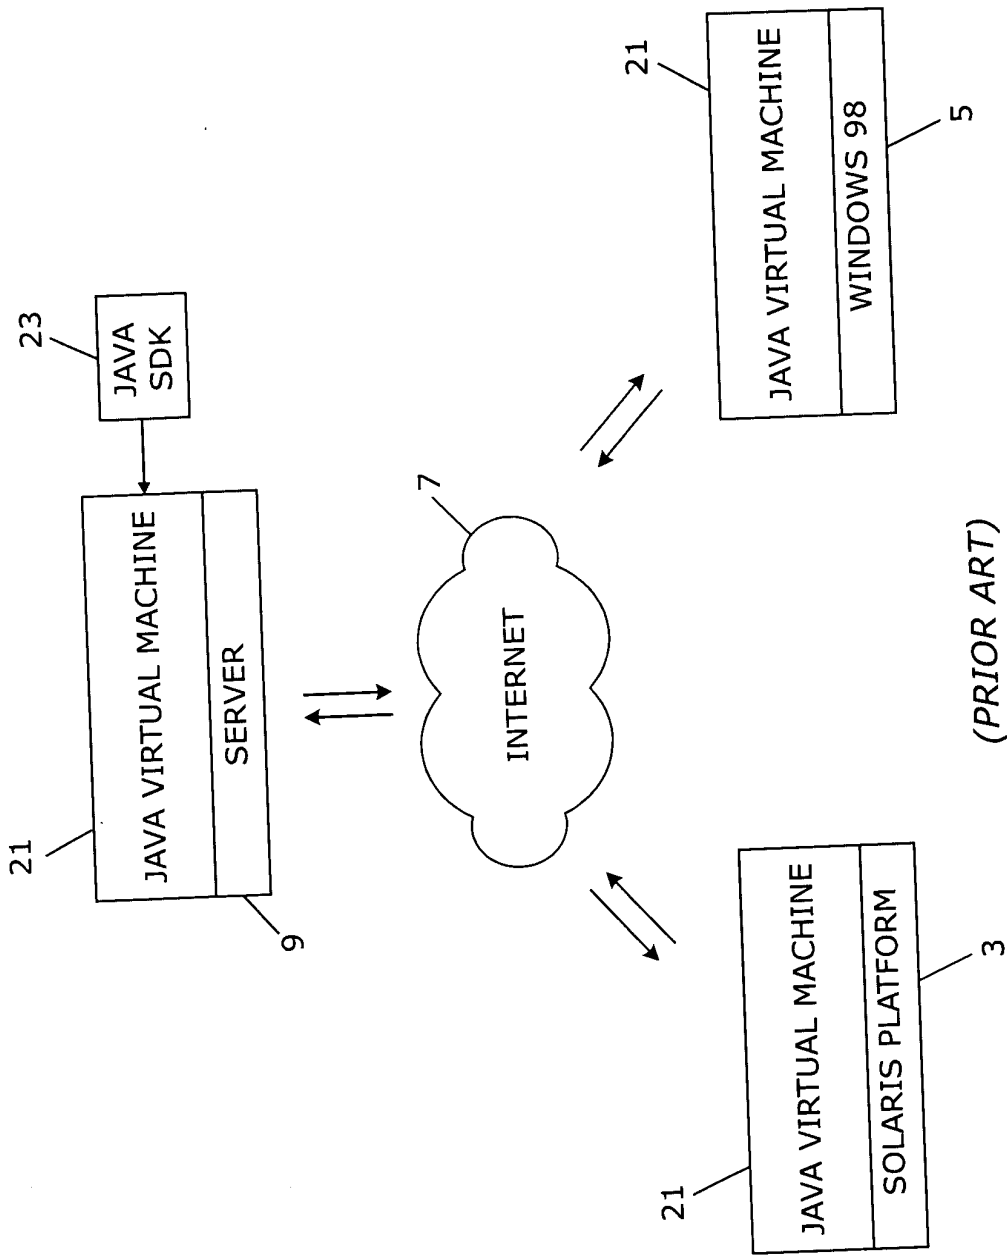 23
JAVA
SDK
21
JAVA VIRTUAL MACHINE
SERVER
9
7
INTERNET
21
JAVA VIRTUAL MACHINE
SOLARIS PLATFORM
3
21
JAVA VIRTUAL MACHINE
WINDOWS 98
5
(PRIOR ART)